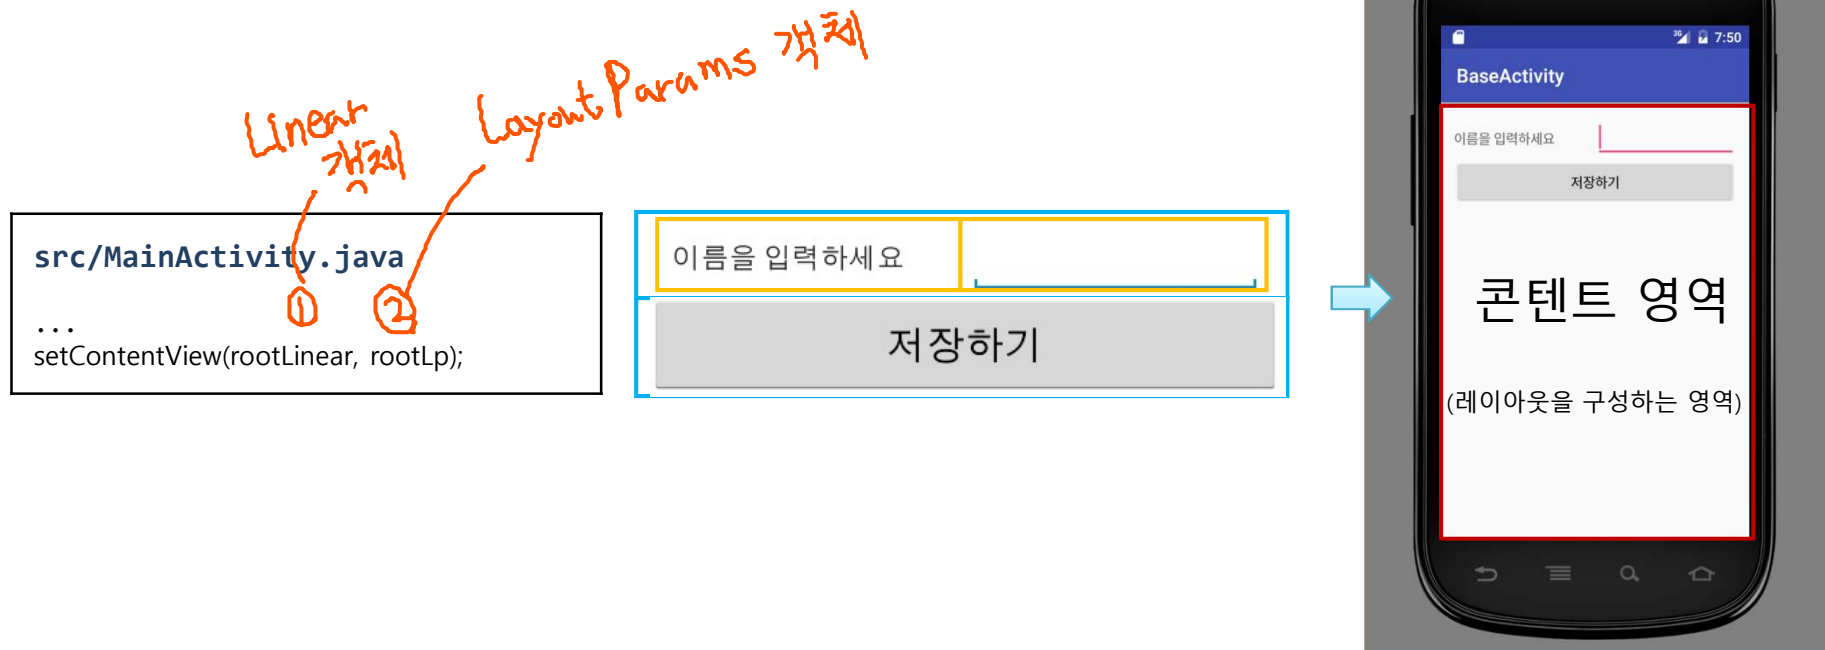 Linear
객체
LayoutParams 객체
src/MainActivity.java
① ②
...
setContentView(rootLinear, rootLp);
이름을 입력하세요
저장하기
3G 7:50
BaseActivity
이름을 입력하세요
저장하기
콘텐트 영역
(레이아웃을 구성하는 영역)